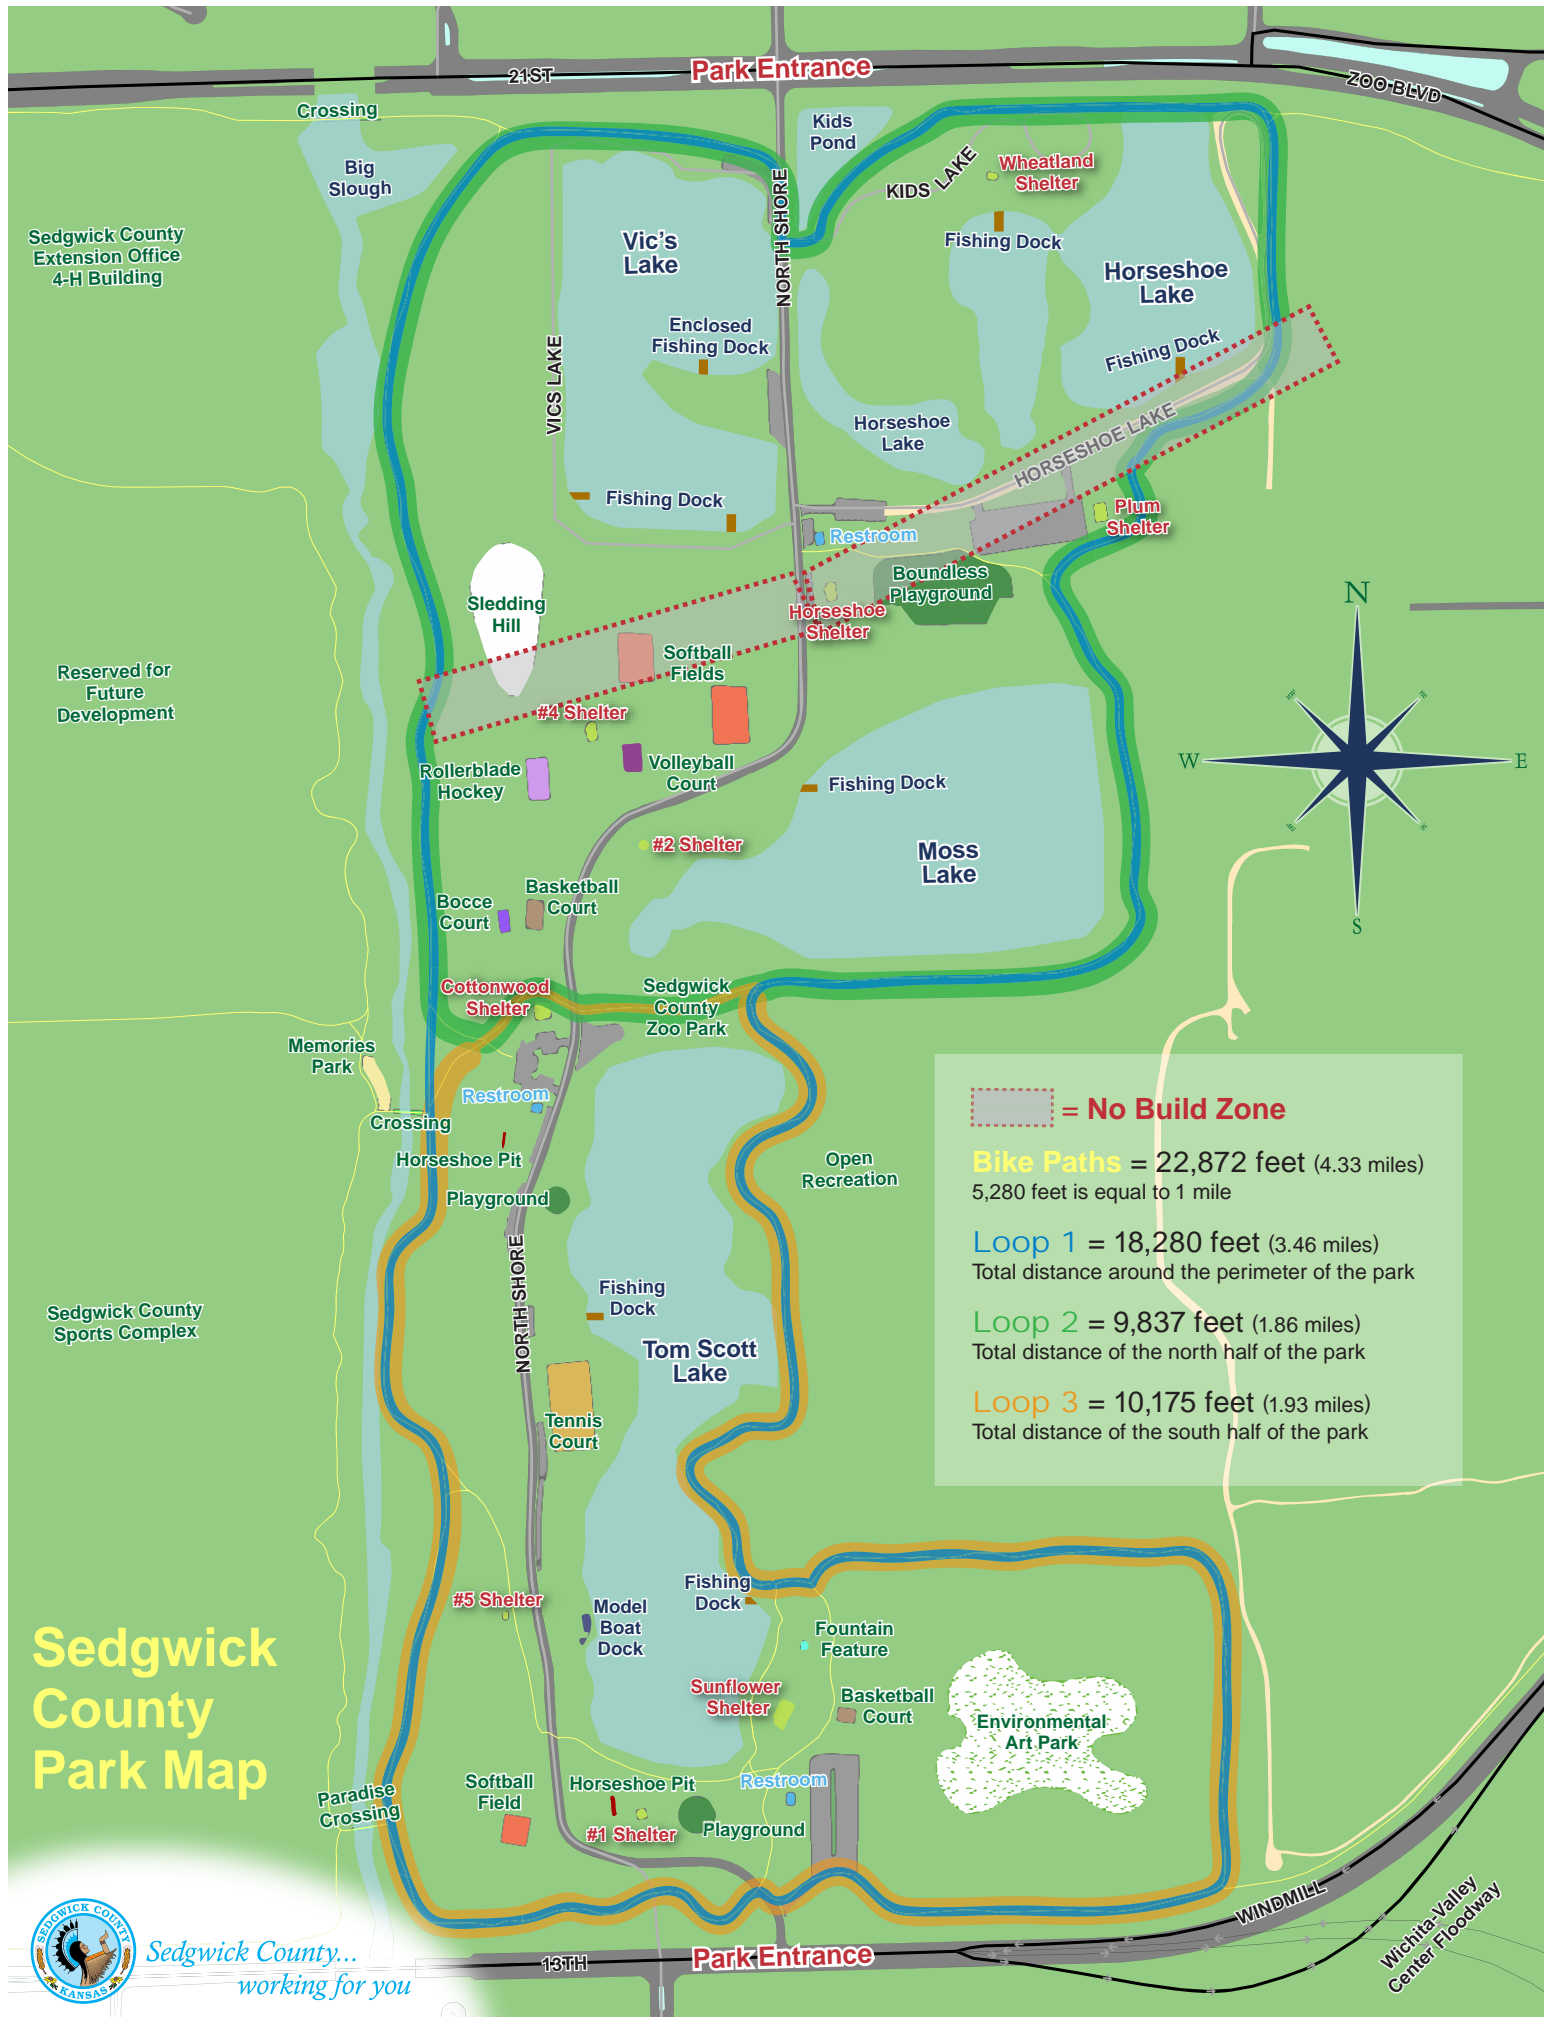 21ST
Park Entrance
ZOO BLVD
Crossing
Kids
Pond
Big
Slough
KIDS LAKE
Wheatland
Shelter
NORTH SHORE
Sedgwick County
Extension Office
4-H Building
Vic's
Lake
Fishing Dock
Horseshoe
Lake
Enclosed
Fishing Dock
Fishing Dock
VICS LAKE
Horseshoe
Lake
HORSESHOE LAKE
Fishing Dock
Plum
Shelter
Restroom
Boundless
Playground
Sledding
Hill
Horseshoe
Shelter
N
Softball
Fields
Reserved for
Future
Development
#4 Shelter
W
E
Rollerblade
Hockey
Volleyball
Court
Fishing Dock
#2 Shelter
Moss
Lake
Basketball
Court
Bocce
Court
S
Cottonwood
Shelter
Sedgwick
County
Zoo Park
Memories
Park
Restroom
Crossing
= No Build Zone
Horseshoe Pit
Open
Recreation
Bike Paths = 22,872 feet (4.33 miles)
5,280 feet is equal to 1 mile
Playground
Loop 1 = 18,280 feet (3.46 miles)
Total distance around the perimeter of the park
NORTH SHORE
Fishing
Dock
Sedgwick County
Sports Complex
Loop 2 = 9,837 feet (1.86 miles)
Total distance of the north half of the park
Tom Scott
Lake
Loop 3 = 10,175 feet (1.93 miles)
Total distance of the south half of the park
Tennis
Court
Fishing
Dock
#5 Shelter
Model
Boat
Dock
Fountain
Feature
Sedgwick
County
Park Map
Sunflower
Shelter
Basketball
Court
Environmental
Art Park
Paradise
Crossing
Softball
Field
Horseshoe Pit
Restroom
#1 Shelter
Playground
WINDMILL
Wichita-Valley
Center Floodway
SEDGWICK COUNTY
KANSAS
Sedgwick County...
working for you
13TH
Park Entrance